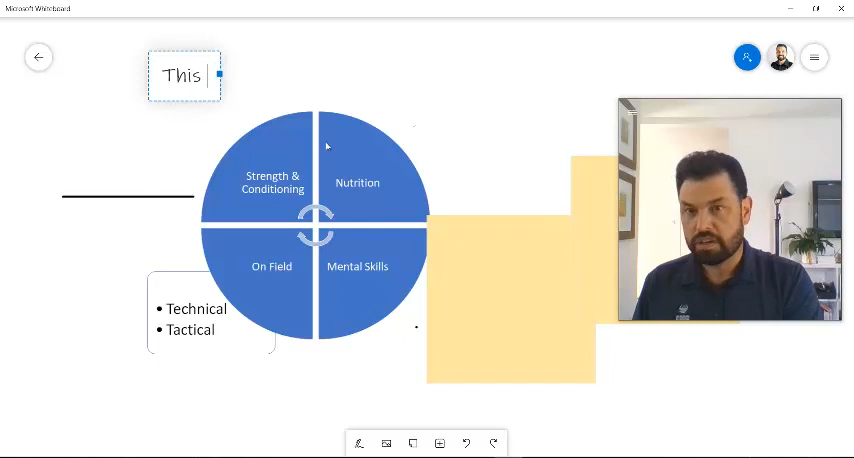 Microsoft Whiteboard
This
Strength &
Conditioning
Nutrition
On Field
Mental Skills
• Technical
• Tactical